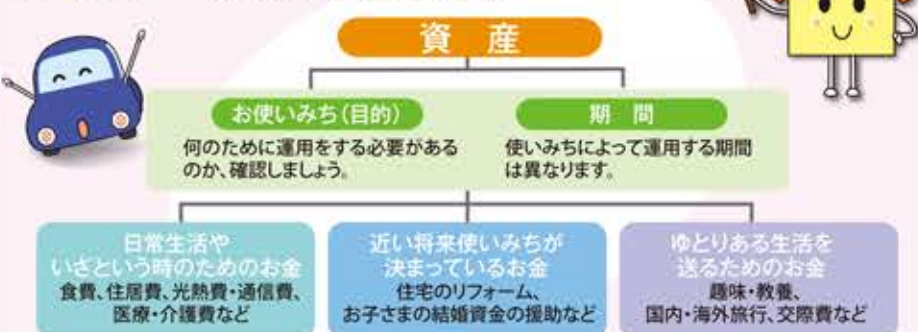 資 産
お使いみち(目的)
何のために運用をする必要がある
のか、確認しましょう。
期 間
使いみちによって運用する期間
は異なります。
日常生活や
いざという時のためのお金
食費、住居費、光熱費・通信費、
医療・介護費など
近い将来使いみちが
決まっているお金
住宅のリフォーム、
お子さまの結婚資金の援助など
ゆとりある生活を
送るためのお金
趣味・教養、
国内・海外旅行、交際費など